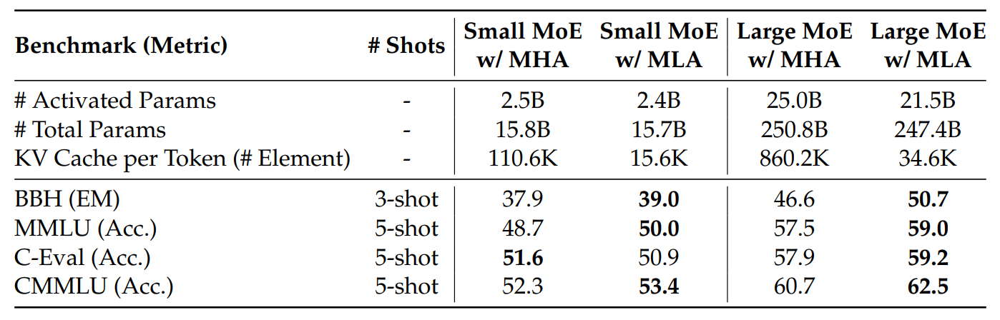 Benchmark (Metric) # Shots Small MoE w/ MHA Small MoE w/ MLA Large MoE w/ MHA Large MoE w/ MLA
# Activated Params - 2.5B 2.4B 25.0B 21.5B
# Total Params - 15.8B 15.7B 250.8B 247.4B
KV Cache per Token (# Element) - 110.6K 15.6K 860.2K 34.6K
BBH (EM) 3-shot 37.9 39.0 46.6 50.7
MMLU (Acc.) 5-shot 48.7 50.0 57.5 59.0
C-Eval (Acc.) 5-shot 51.6 50.9 57.9 59.2
CMMLU (Acc.) 5-shot 52.3 53.4 60.7 62.5